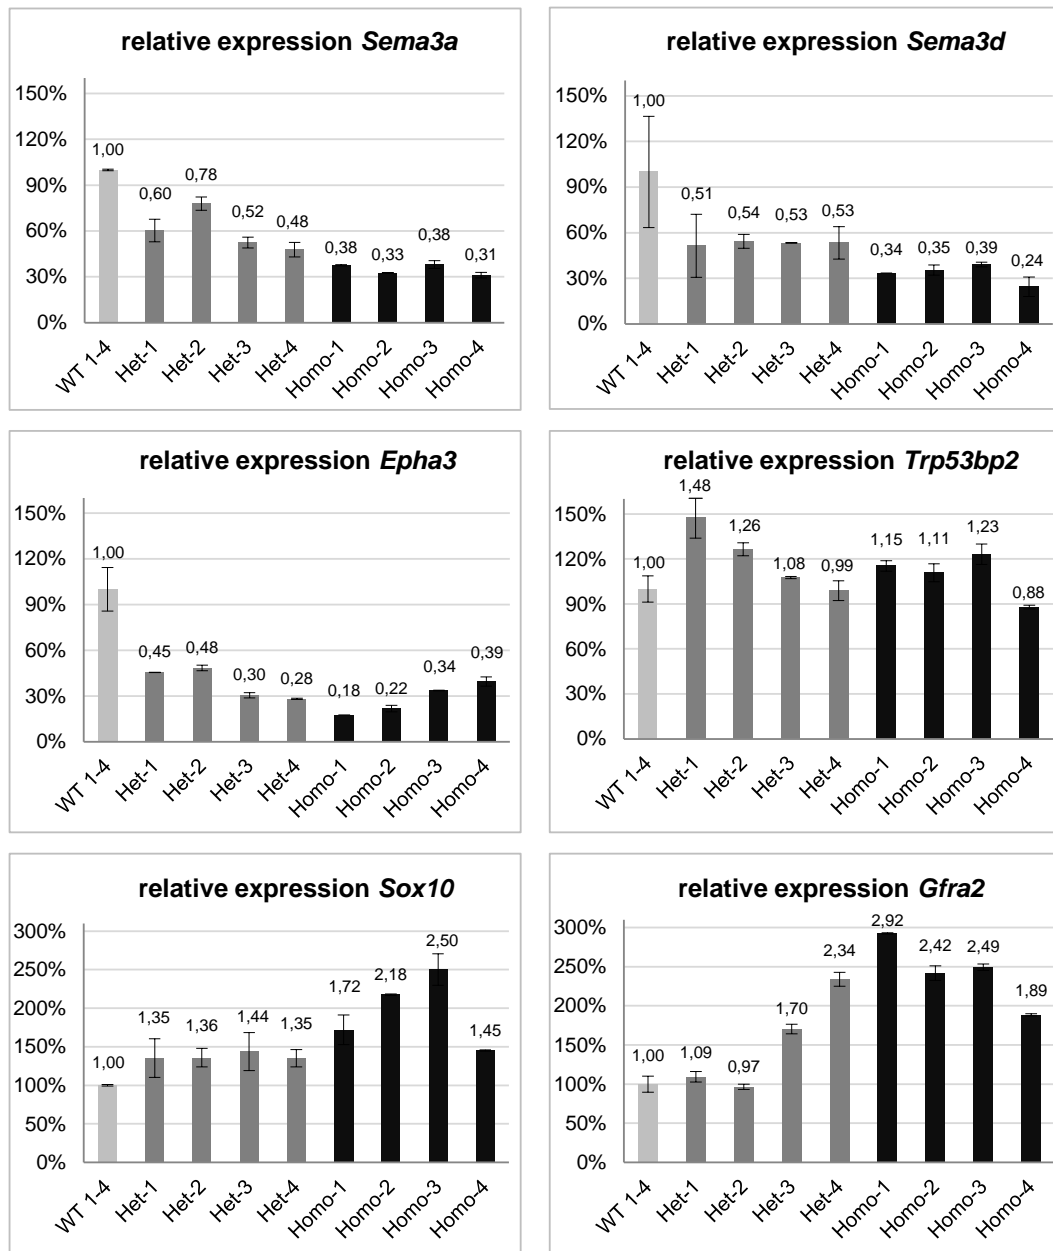 relative expression Sema3a
150%
120%
90%
60%
30%
0%
1,00
0,60
0,78
0,52
0,48
0,38
0,33
0,38
0,31
WT 1-4
Het-1
Het-2
Het-3
Het-4
Homo-1
Homo-2
Homo-3
Homo-4
relative expression Sema3d
150%
120%
90%
60%
30%
0%
1,00
0,51
0,54
0,53
0,53
0,34
0,35
0,39
0,24
WT 1-4
Het-1
Het-2
Het-3
Het-4
Homo-1
Homo-2
Homo-3
Homo-4
relative expression Epha3
150%
120%
90%
60%
30%
0%
1,00
0,45
0,48
0,30
0,28
0,18
0,22
0,34
0,39
WT 1-4
Het-1
Het-2
Het-3
Het-4
Homo-1
Homo-2
Homo-3
Homo-4
relative expression Trp53bp2
150%
120%
90%
60%
30%
0%
1,00
1,48
1,26
1,08
0,99
1,15
1,11
1,23
0,88
WT 1-4
Het-1
Het-2
Het-3
Het-4
Homo-1
Homo-2
Homo-3
Homo-4
relative expression Sox10
300%
250%
200%
150%
100%
50%
0%
1,00
1,35
1,36
1,44
1,35
1,72
2,18
2,50
1,45
WT 1-4
Het-1
Het-2
Het-3
Het-4
Homo-1
Homo-2
Homo-3
Homo-4
relative expression Gfra2
300%
250%
200%
150%
100%
50%
0%
1,00
1,09
0,97
1,70
2,34
2,92
2,42
2,49
1,89
WT 1-4
Het-1
Het-2
Het-3
Het-4
Homo-1
Homo-2
Homo-3
Homo-4